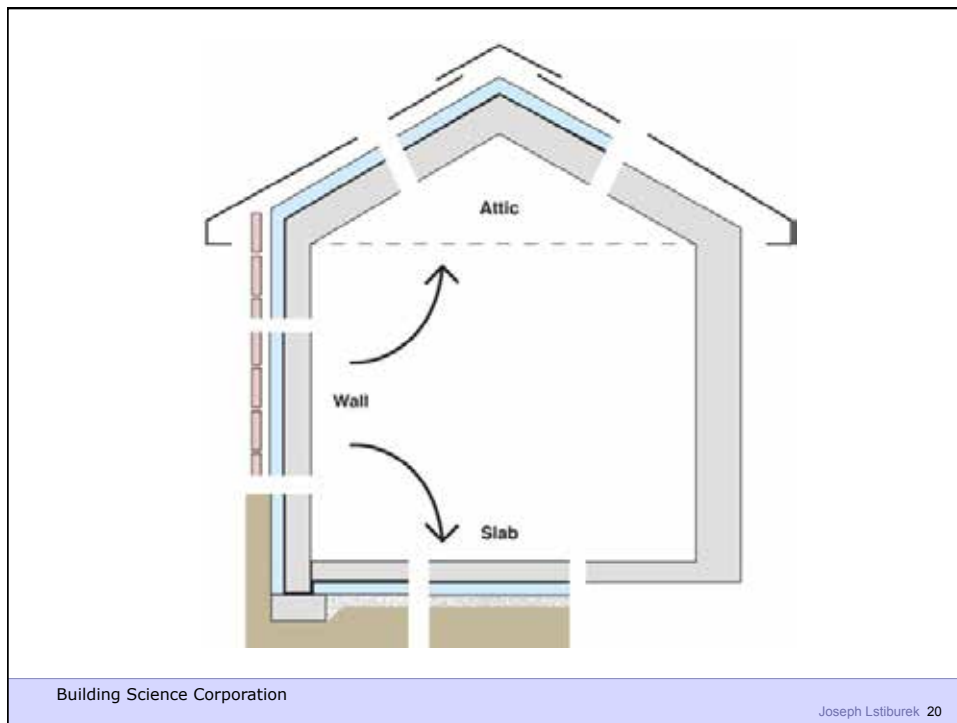 Attic
Wall
Slab
Building Science Corporation
Joseph Lstiburek 20